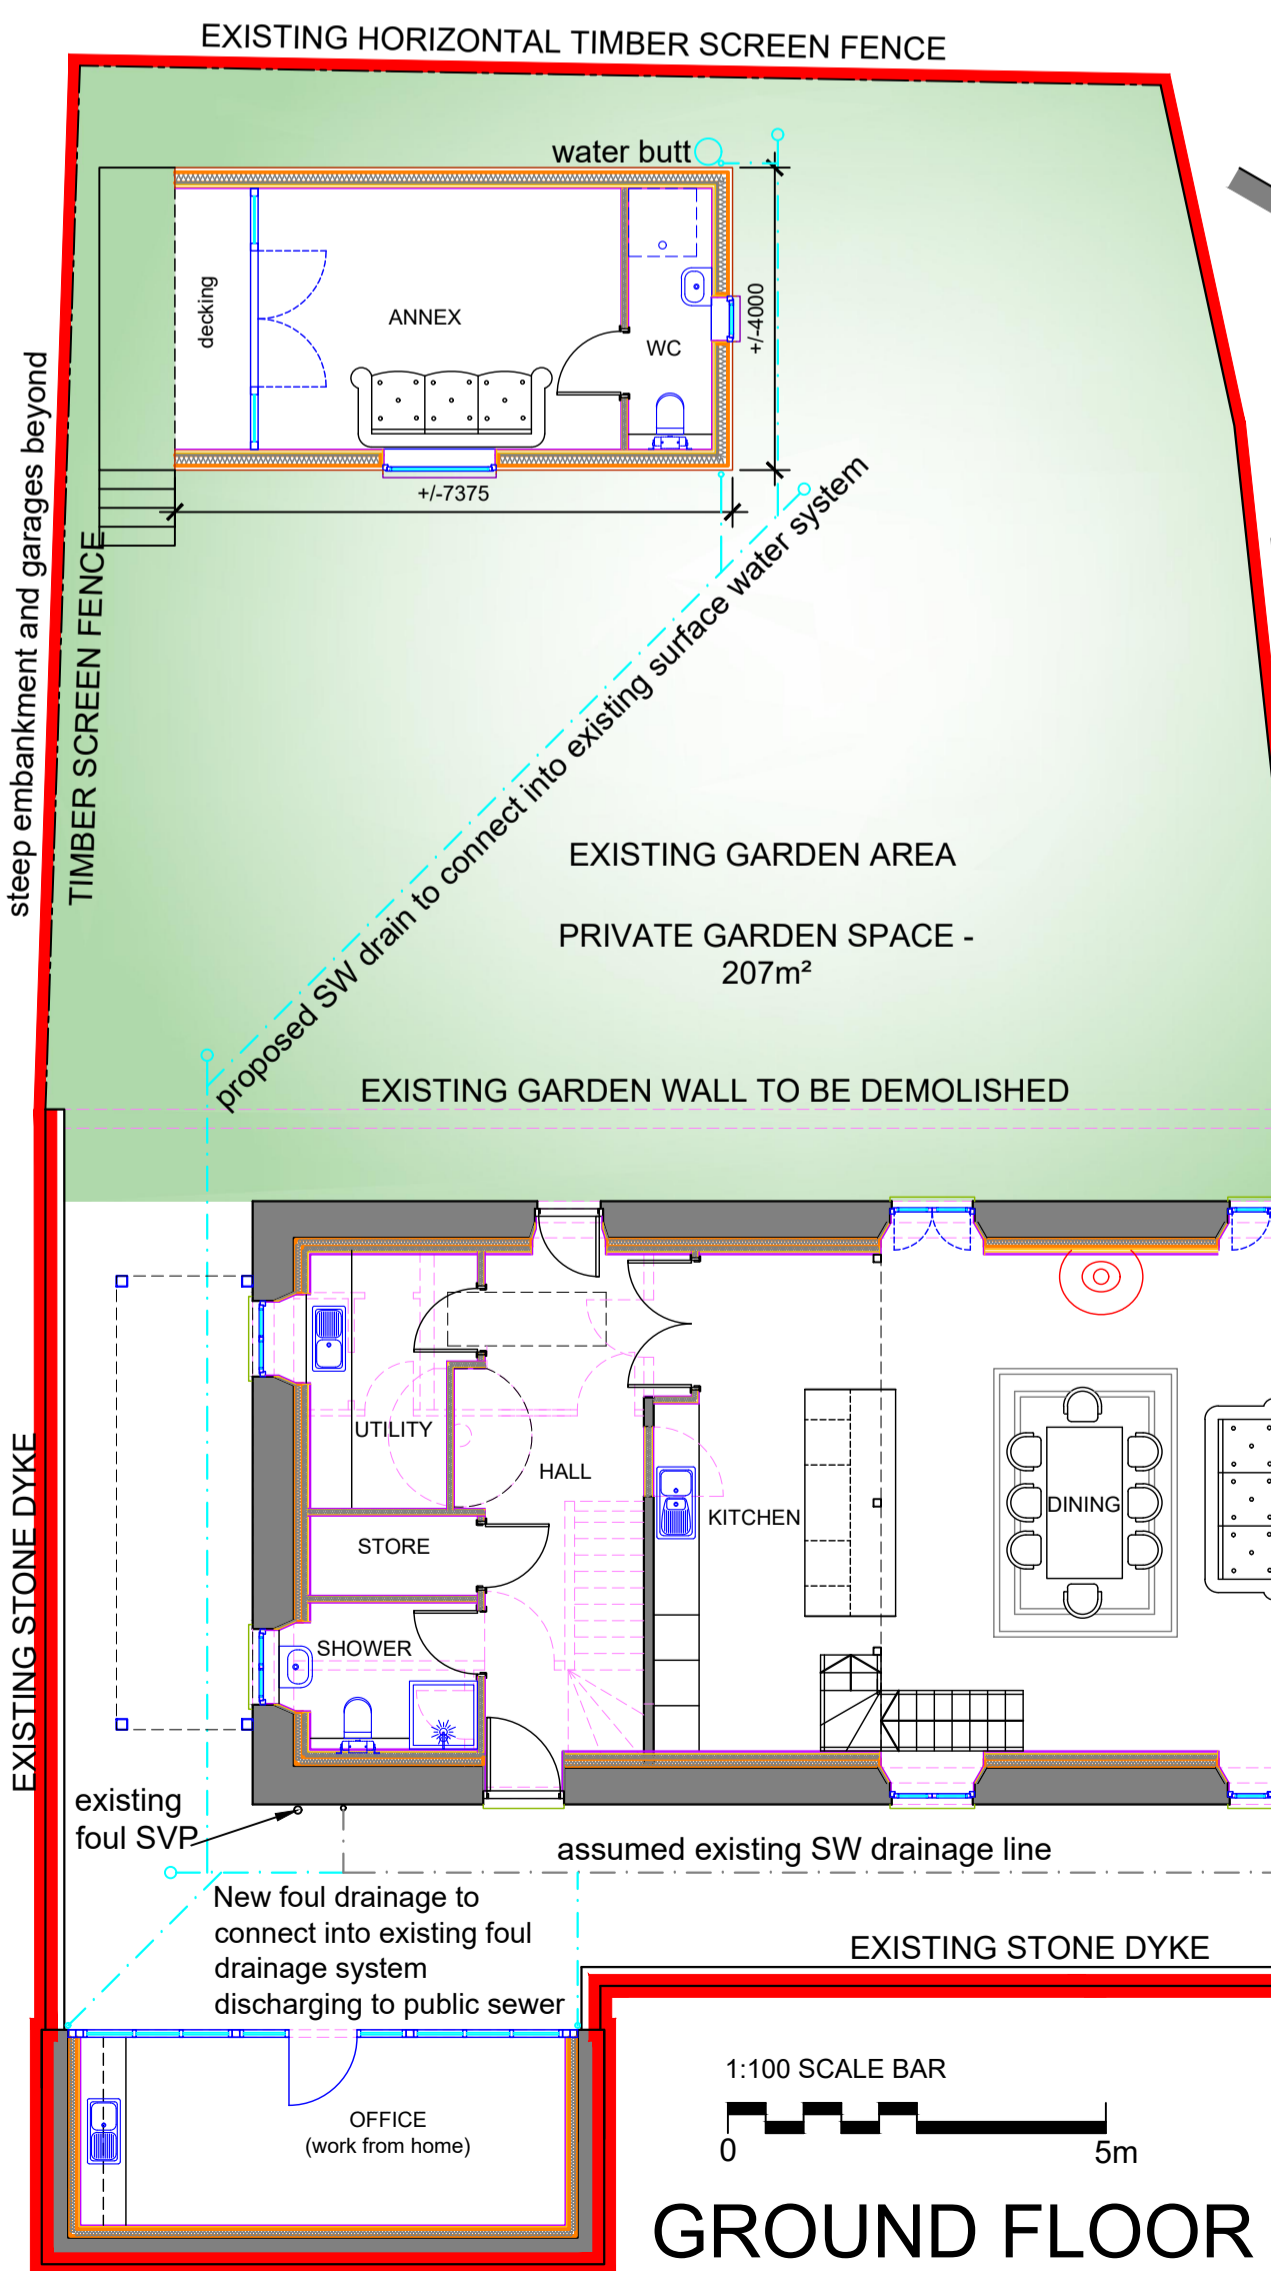 EXISTING HORIZONTAL TIMBER SCREEN FENCE
water butt
decking
ANNEX
WC
+/-4000
+/-7375
steep embankment and garages beyond
TIMBER SCREEN FENCE
proposed SW drain to connect into existing surface water system
EXISTING GARDEN AREA
PRIVATE GARDEN SPACE -
207m²
EXISTING GARDEN WALL TO BE DEMOLISHED
UTILITY
HALL
KITCHEN
DINING
STORE
SHOWER
EXISTING STONE DYKE
existing
foul SVP
assumed existing SW drainage line
New foul drainage to
connect into existing foul
drainage system
discharging to public sewer
EXISTING STONE DYKE
OFFICE
(work from home)
1:100 SCALE BAR
0
5m
GROUND FLOOR